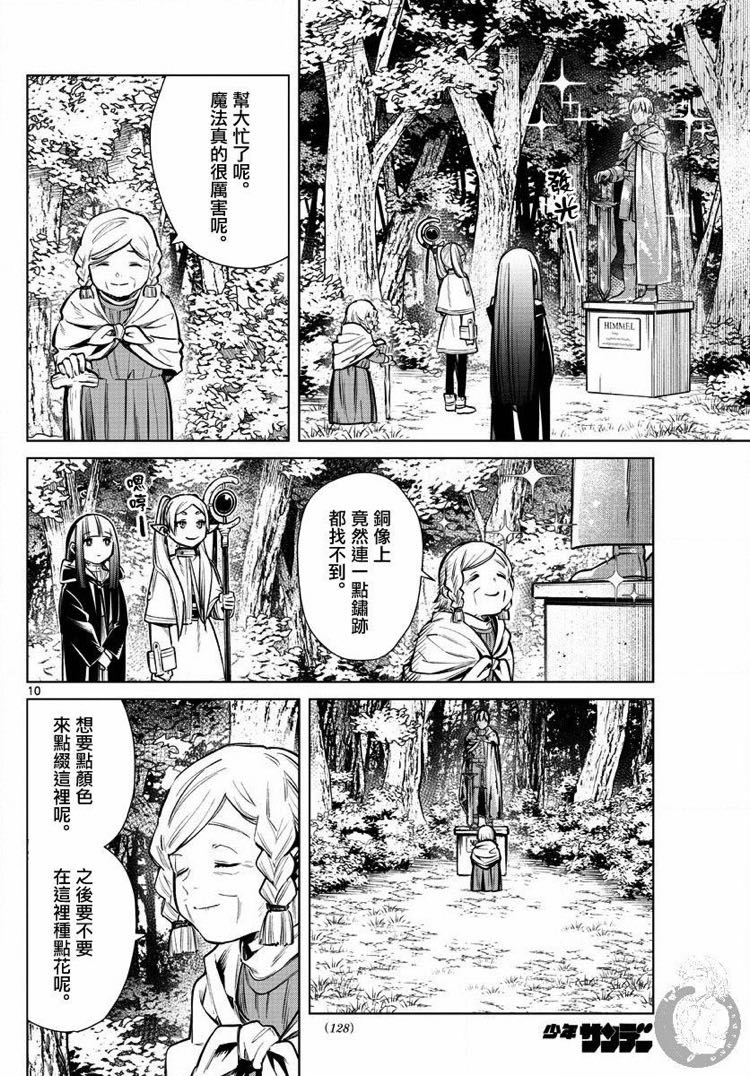 發光
HIMMEL
幫大忙了呢。
魔法真的很厲害呢。
銅像上
竟然連一點鏽跡
都找不到。
嘿哼
10
想要點顏色
來點綴這裡呢。
之後要不要
在這裡種點花呢。
(128)
少年サンデー